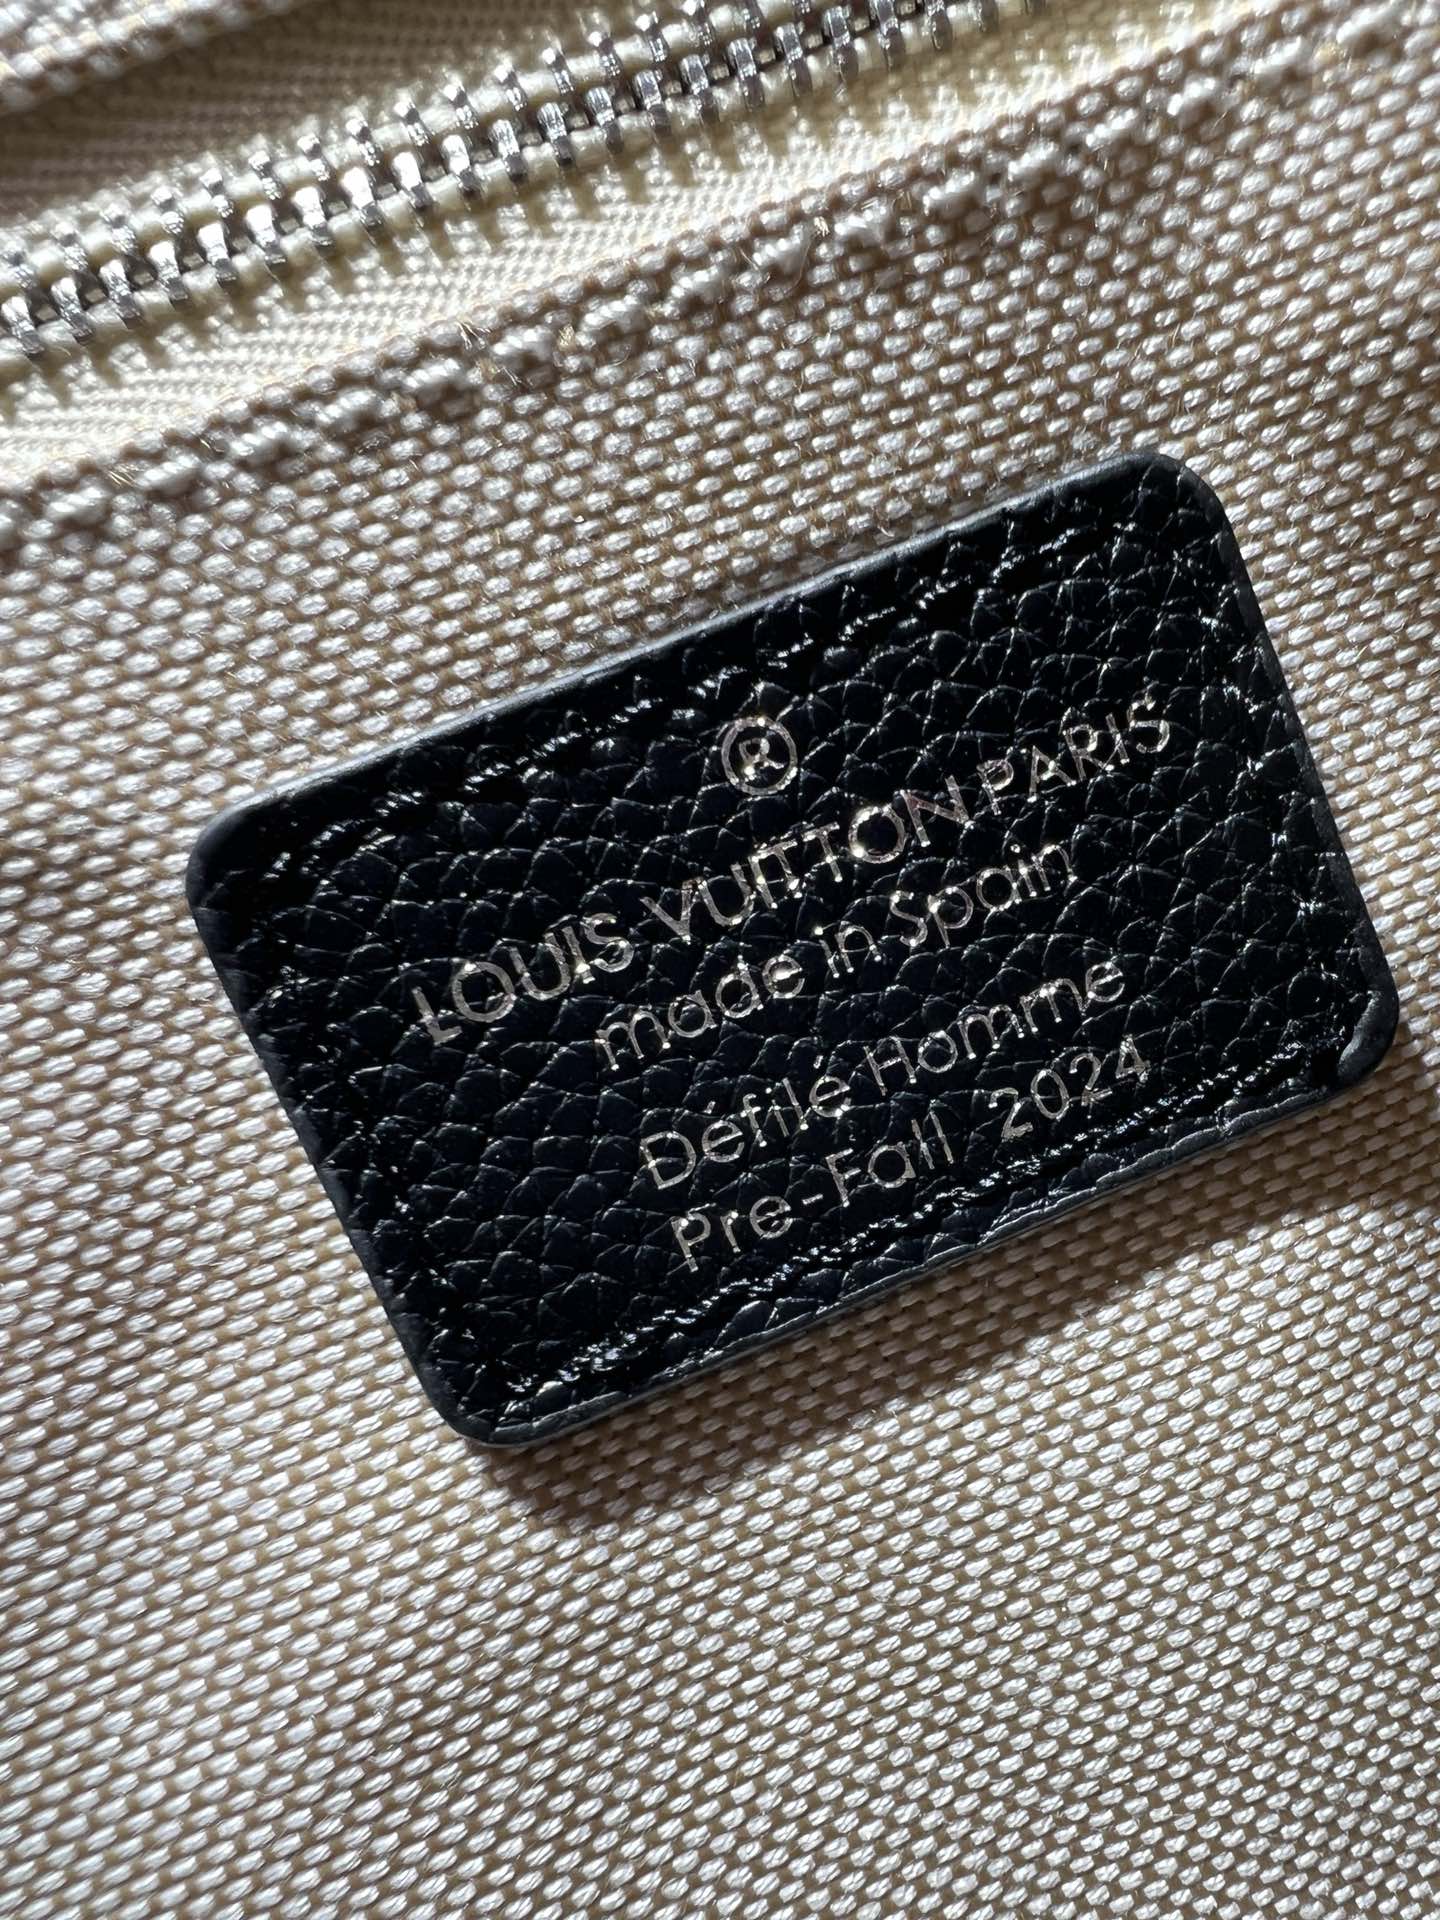 ®
LOUIS VUITTON PARIS
made in Spain
Défilé Homme
Pre-Fall 2024